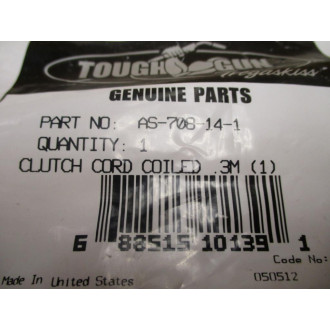 TOUGH GUN
Tregaskiss
GENUINE PARTS
PART NO: AS-708-14-1
QUANTITY: 1
CLUTCH CORD COILED .3M (1)
6 88515 10139 1
Code No:
Made In United States
050512